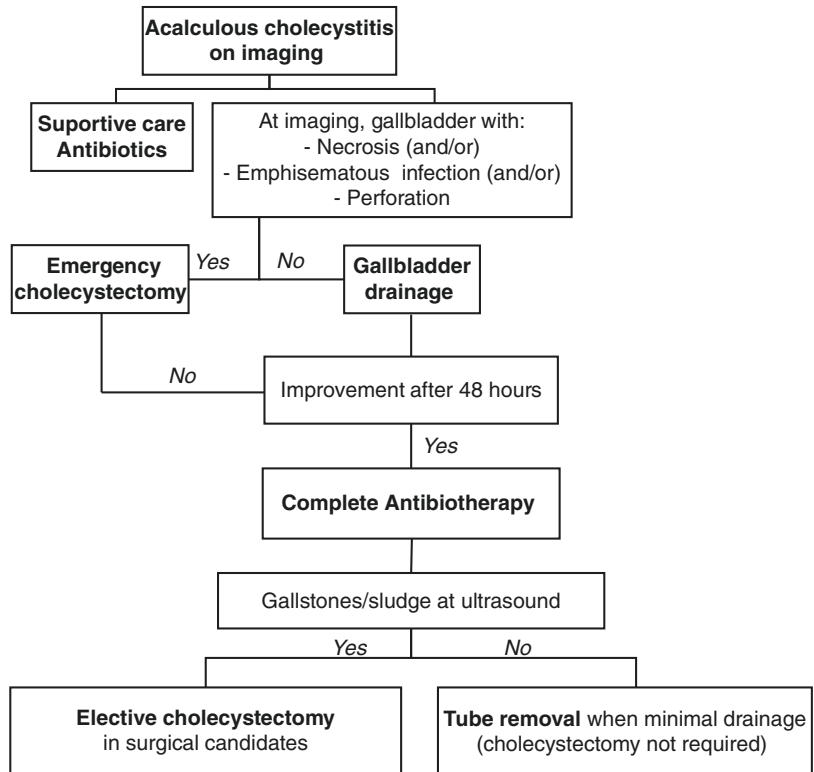 Acalculous cholecystitis
on imaging
Suportive care
Antibiotics
At imaging, gallbladder with:
- Necrosis (and/or)
- Emphisematous infection (and/or)
- Perforation
Emergency
cholecystectomy
Yes
No
Gallbladder
drainage
No
Improvement after 48 hours
Yes
Complete Antibiotherapy
Gallstones/sludge at ultrasound
Yes
No
Elective cholecystectomy
in surgical candidates
Tube removal when minimal drainage
(cholecystectomy not required)